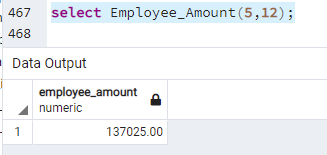 467 select Employee_Amount(5,12);
468
Data Output
employee_amount
numeric
1 137025.00